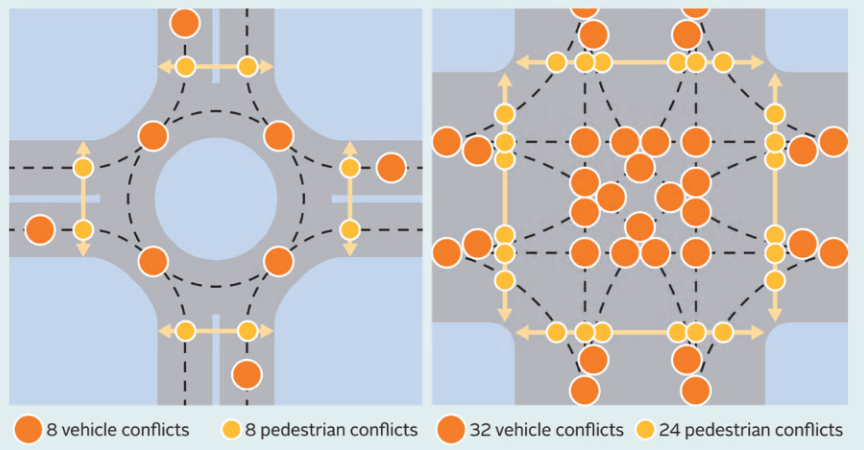 8 vehicle conflicts
8 pedestrian conflicts
32 vehicle conflicts
24 pedestrian conflicts